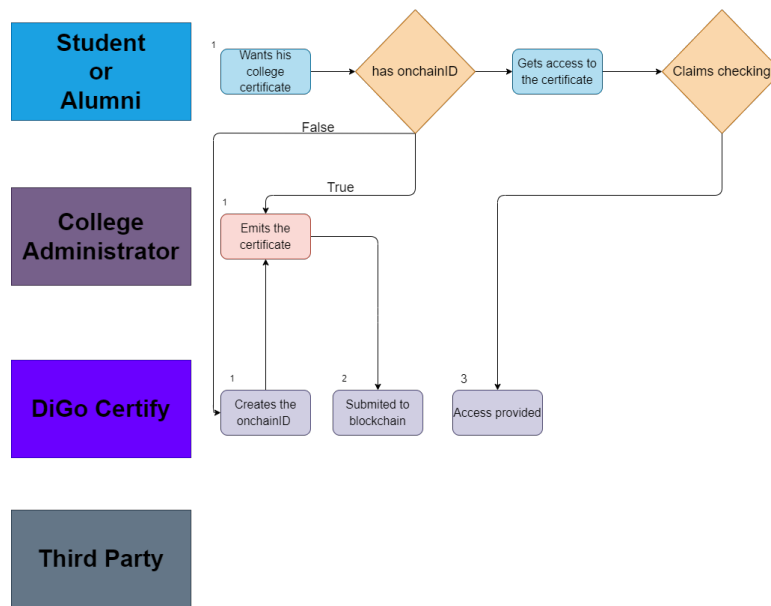 Student
or
Alumni
1
Wants his
college
certificate
has onchainID
Gets access to
the certificate
Claims checking
False
True
College
Administrator
1
Emits the
certificate
DiGo Certify
1
Creates the
onchainID
2
Submited to
blockchain
3
Access provided
Third Party